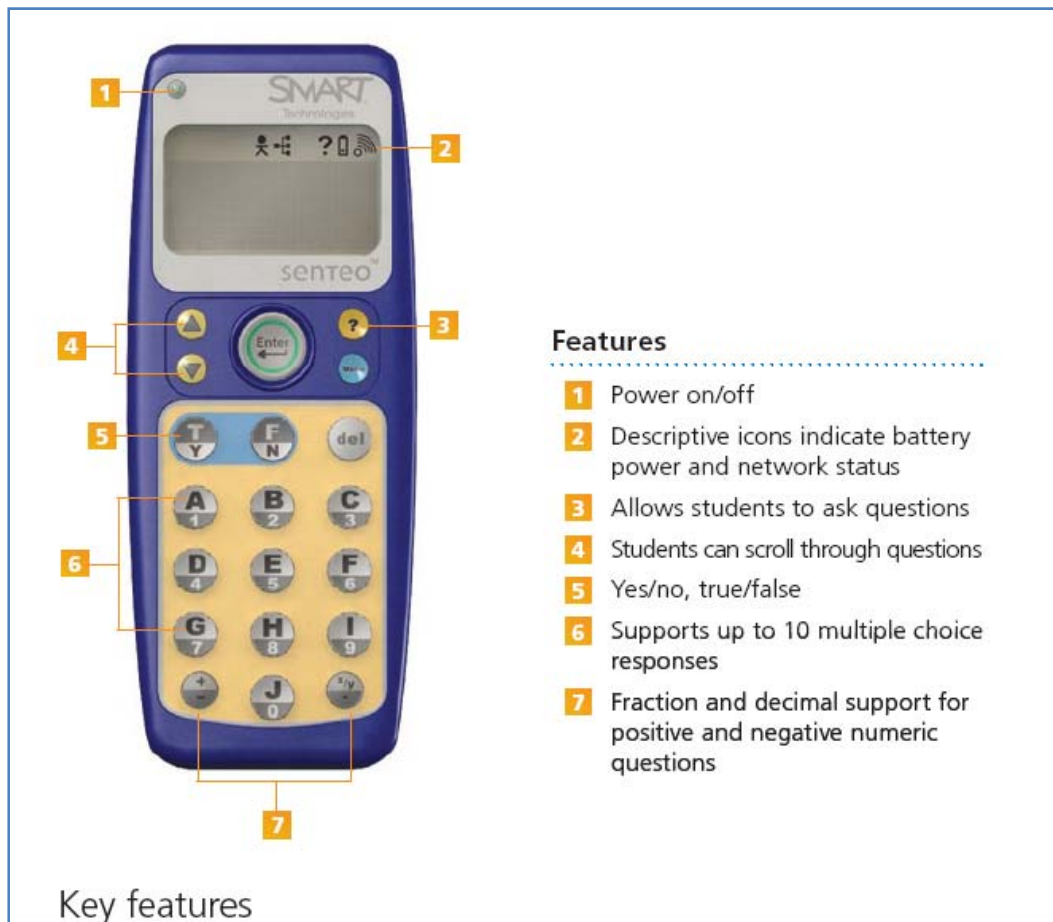 1
SMART
Technologies
?
2
senteo™
?
3
4
Enter
Menu
5
T
Y
F
N
del
A
1
B
2
C
3
6
D
4
E
5
F
6
G
7
H
8
I
9
+
−
J
0
x/y
.
7
Features
1 Power on/off
2 Descriptive icons indicate battery
power and network status
3 Allows students to ask questions
4 Students can scroll through questions
5 Yes/no, true/false
6 Supports up to 10 multiple choice
responses
7 Fraction and decimal support for
positive and negative numeric
questions
Key features